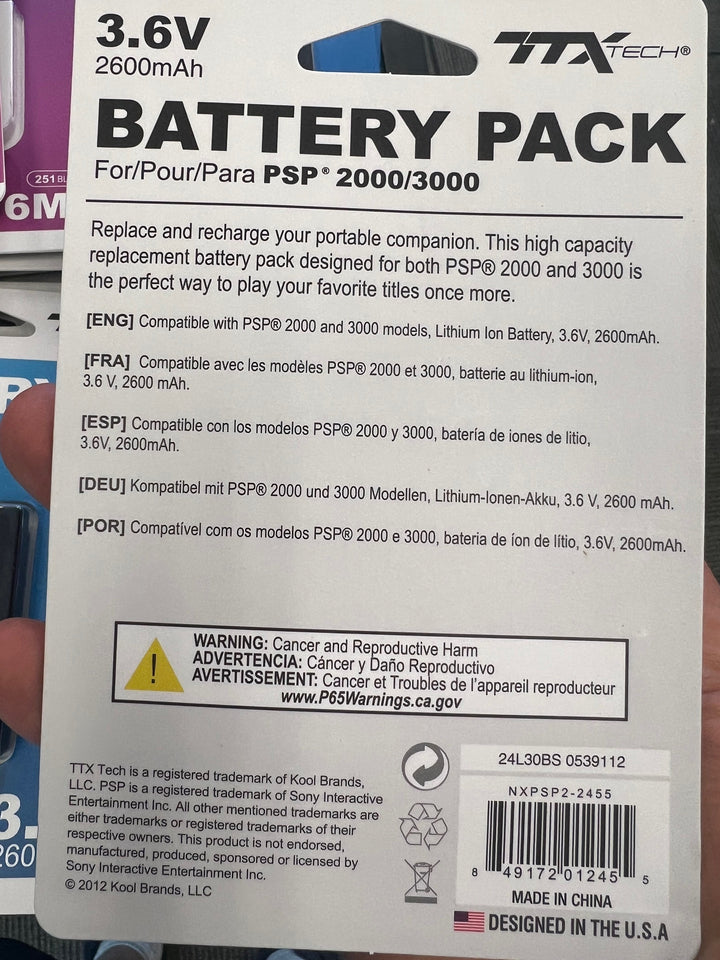 3.6V
2600mAh
TTX TECH®
BATTERY PACK
For/Pour/Para PSP® 2000/3000
Replace and recharge your portable companion. This high capacity
replacement battery pack designed for both PSP® 2000 and 3000 is
the perfect way to play your favorite titles once more.
[ENG] Compatible with PSP® 2000 and 3000 models, Lithium Ion Battery, 3.6V, 2600mAh.
[FRA] Compatible avec les modèles PSP® 2000 et 3000, batterie au lithium-ion,
3.6 V, 2600 mAh.
[ESP] Compatible con los modelos PSP® 2000 y 3000, batería de iones de litio,
3.6V, 2600mAh.
[DEU] Kompatibel mit PSP® 2000 und 3000 Modellen, Lithium-Ionen-Akku, 3.6 V, 2600 mAh.
[POR] Compatível com os modelos PSP® 2000 e 3000, bateria de íon de lítio, 3.6V, 2600mAh.
WARNING: Cancer and Reproductive Harm
ADVERTENCIA: Cáncer y Daño Reproductivo
AVERTISSEMENT: Cancer et Troubles de l'appareil reproducteur
www.P65Warnings.ca.gov
TTX Tech is a registered trademark of Kool Brands,
LLC. PSP is a registered trademark of Sony Interactive
Entertainment Inc. All other mentioned trademarks are
either trademarks or registered trademarks of their
respective owners. This product is not endorsed,
manufactured, produced, sponsored or licensed by
Sony Interactive Entertainment Inc.
© 2012 Kool Brands, LLC
24L30BS 0539112
NXPSP2-2455
8 49172 01245 5
MADE IN CHINA
DESIGNED IN THE U.S.A
251 BL
6M
3.
260